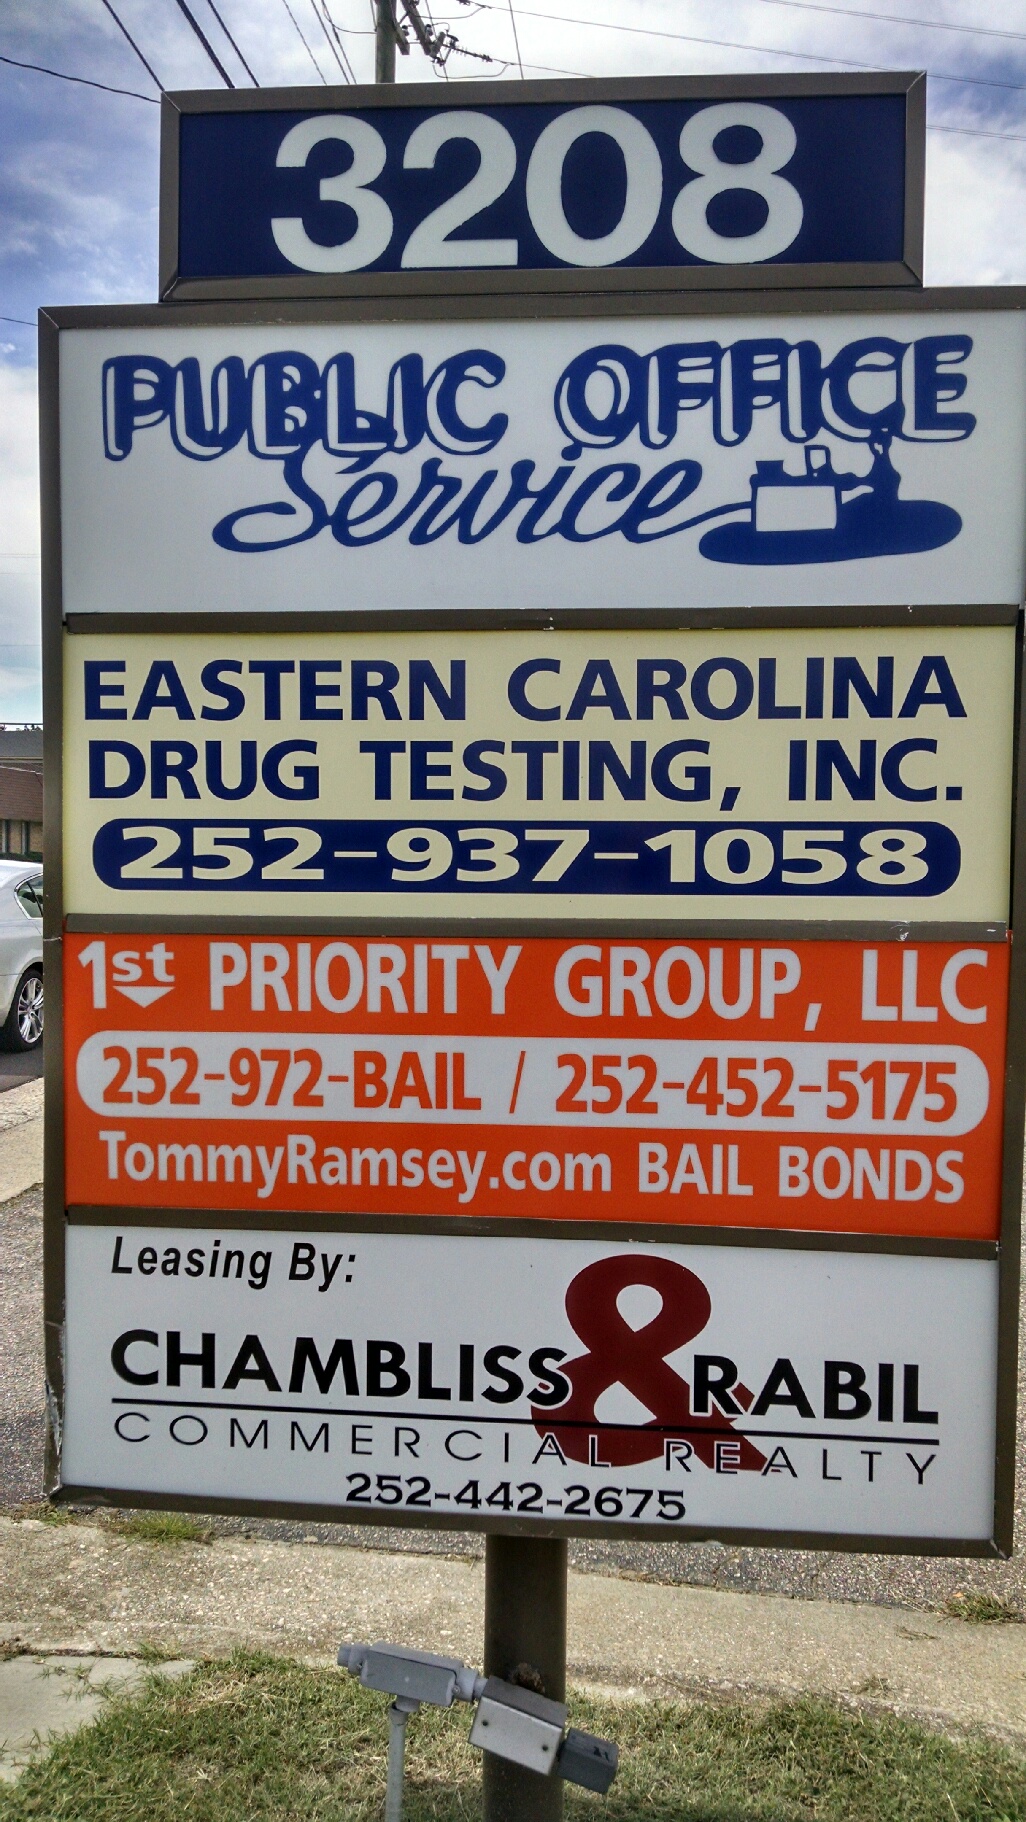 3208
PUBLIC OFFICE
Service
EASTERN CAROLINA
DRUG TESTING, INC.
252-937-1058
1st PRIORITY GROUP, LLC
252-972-BAIL / 252-452-5175
TommyRamsey.com BAIL BONDS
Leasing By:
CHAMBLISS & RABIL
COMMERCIAL REALTY
252-442-2675